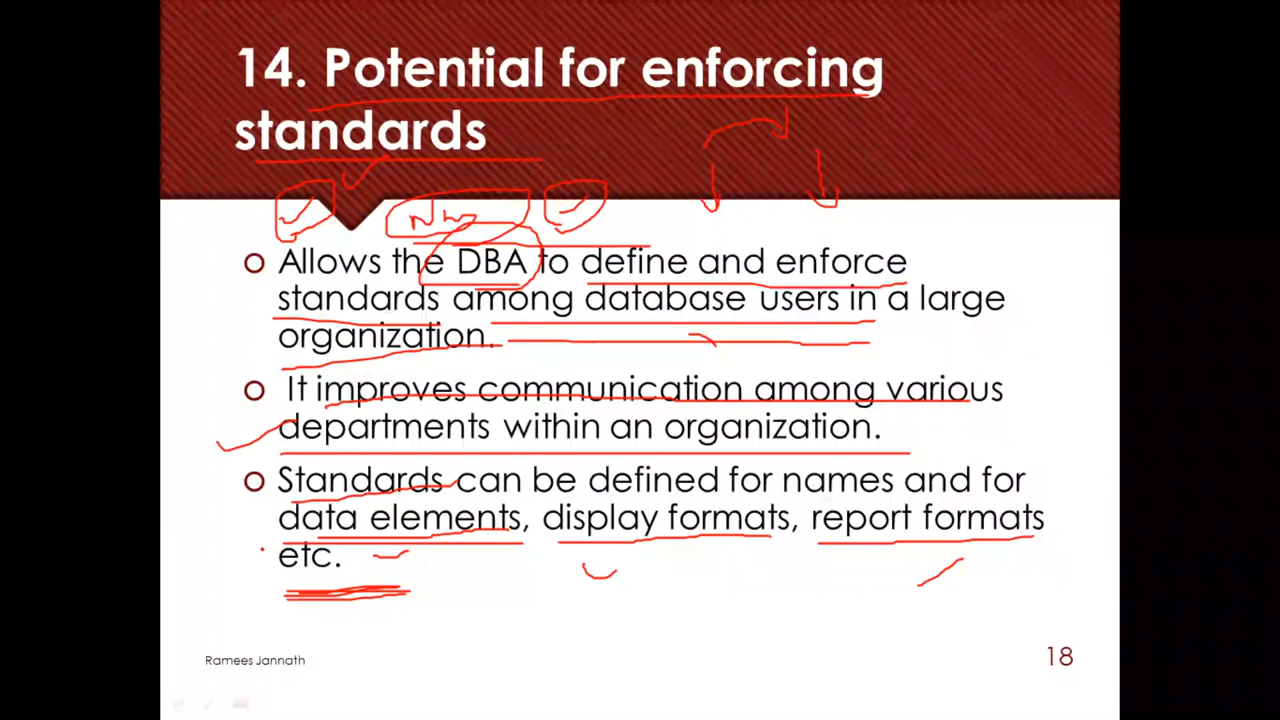 14. Potential for enforcing
standards
Allows the DBA to define and enforce
standards among database users in a large
organization.
It improves communication among various
departments within an organization.
Standards can be defined for names and for
data elements, display formats, report formats
etc.
Ramees Jannath
18